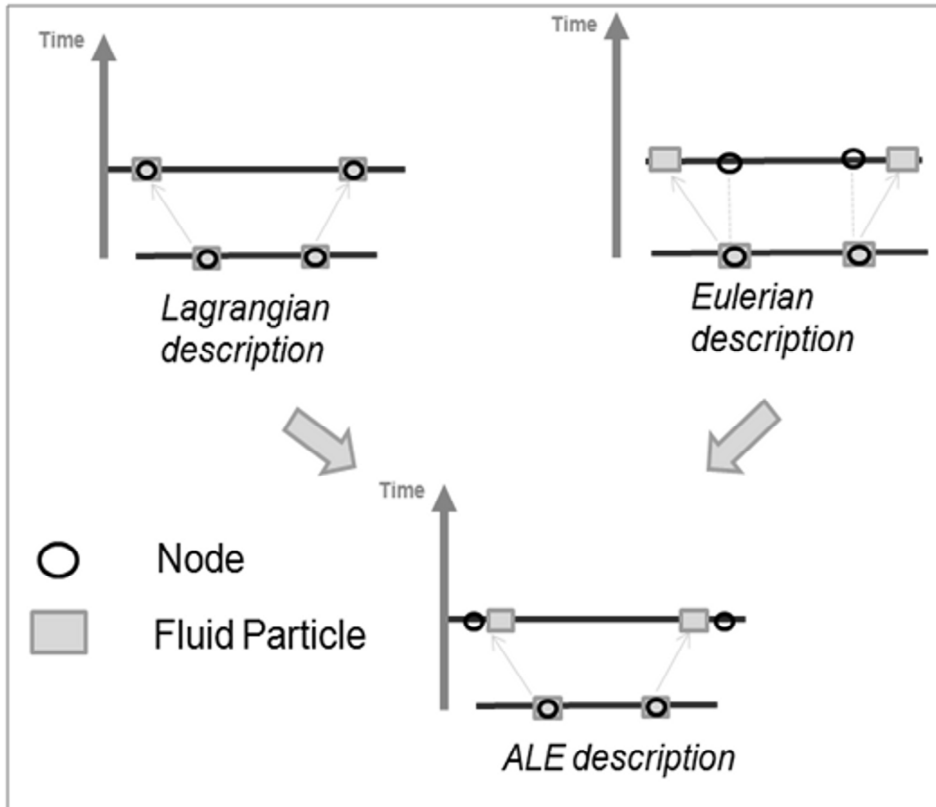 Time
Time
Lagrangian
description
Eulerian
description
Time
Node
Fluid Particle
ALE description